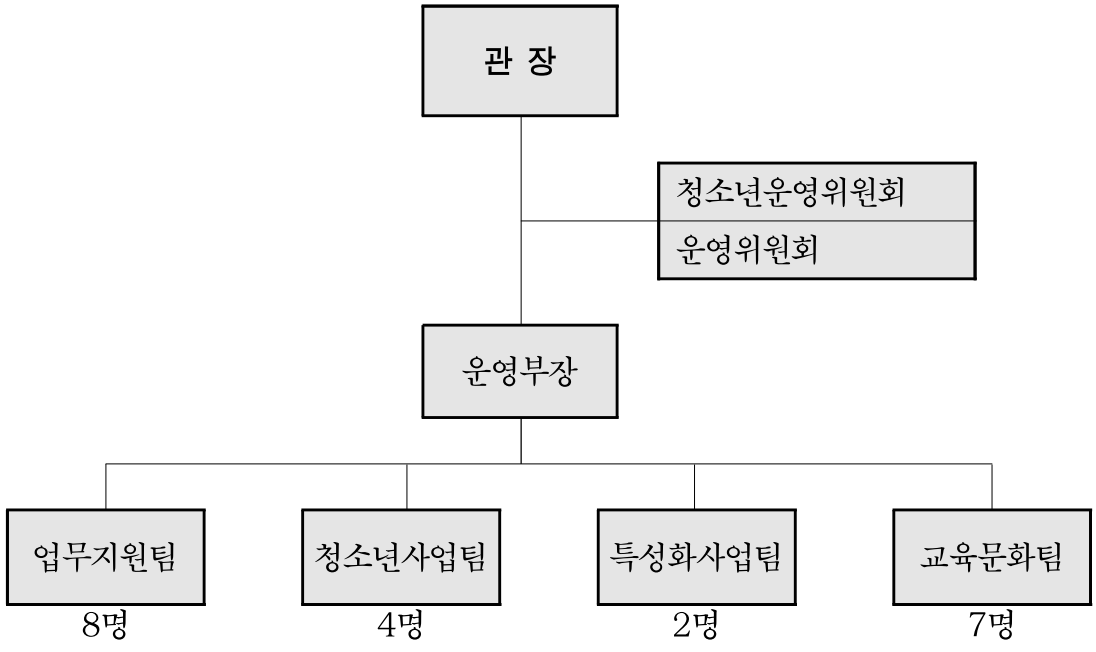 관 장
청소년운영위원회
운영위원회
운영부장
업무지원팀
청소년사업팀
특성화사업팀
교육문화팀
8명
4명
2명
7명